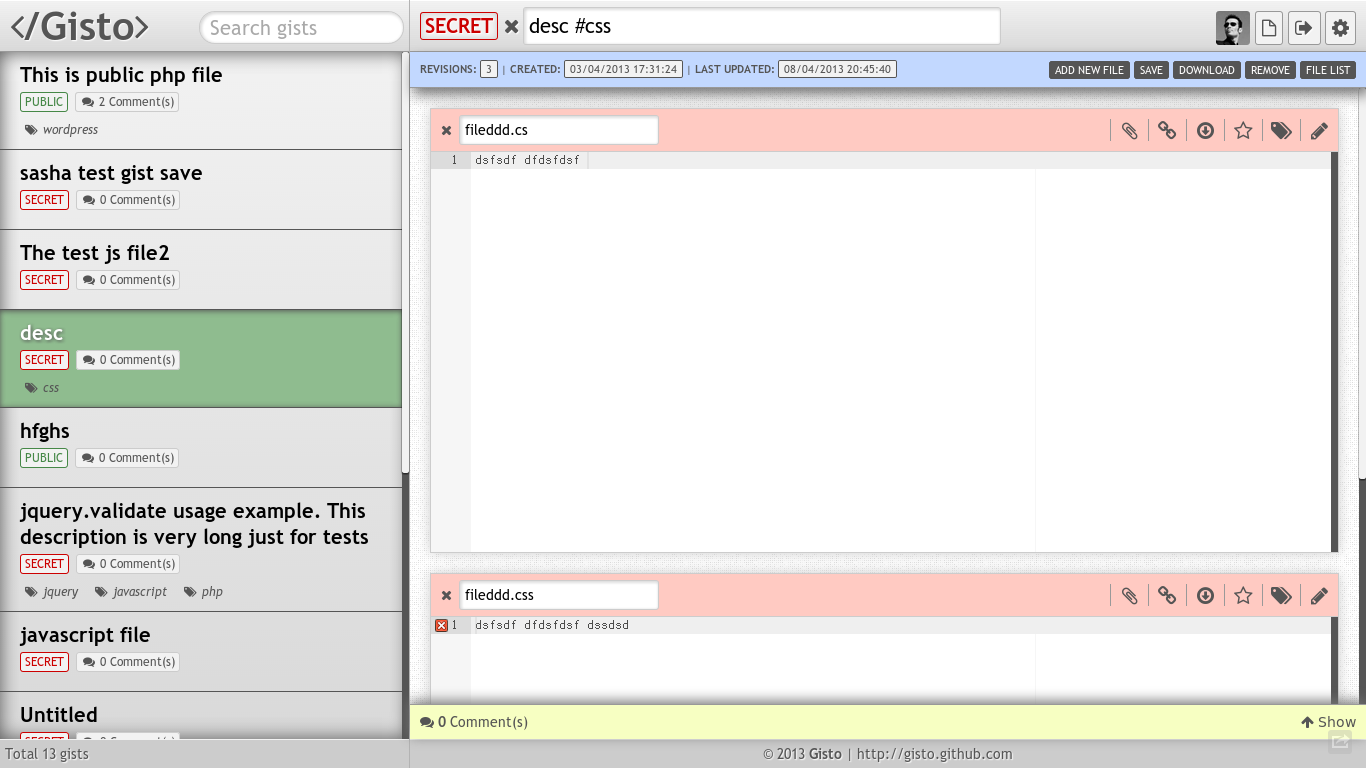 </Gisto>
Search gists
This is public php file
PUBLIC 2 Comment(s)
wordpress
sasha test gist save
SECRET 0 Comment(s)
The test js file2
SECRET 0 Comment(s)
desc
SECRET 0 Comment(s)
css
hfghs
PUBLIC 0 Comment(s)
jquery.validate usage example. This
description is very long just for tests
SECRET 0 Comment(s)
jquery javascript php
javascript file
SECRET 0 Comment(s)
Untitled
SECRET 0 Comment(s)
Total 13 gists
SECRET desc #css
REVISIONS: 3 | CREATED: 03/04/2013 17:31:24 | LAST UPDATED: 08/04/2013 20:45:40
ADD NEW FILE SAVE DOWNLOAD REMOVE FILE LIST
fileddd.cs
1 dsfsdf dfdsfdsf
fileddd.css
1 dsfsdf dfdsfdsf dssdsd
0 Comment(s) Show
© 2013 Gisto | http://gisto.github.com